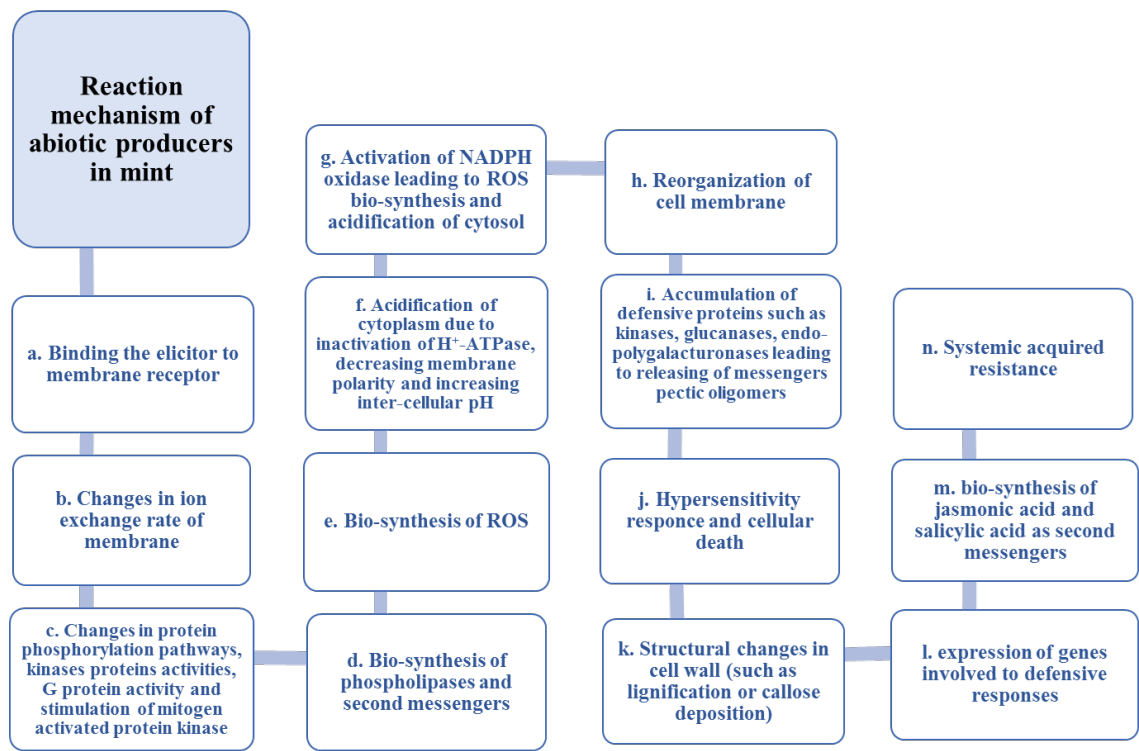 Reaction
mechanism of
abiotic producers
in mint
a. Binding the elicitor to
membrane receptor
b. Changes in ion
exchange rate of
membrane
c. Changes in protein
phosphorylation pathways,
kinases proteins activities,
G protein activity and
stimulation of mitogen
activated protein kinase
d. Bio-synthesis of
phospholipases and
second messengers
e. Bio-synthesis of ROS
f. Acidification of
cytoplasm due to
inactivation of H⁺-ATPase,
decreasing membrane
polarity and increasing
inter-cellular pH
g. Activation of NADPH
oxidase leading to ROS
bio-synthesis and
acidification of cytosol
h. Reorganization of
cell membrane
i. Accumulation of
defensive proteins such as
kinases, glucanases, endo-
polygalacturonases leading
to releasing of messengers
pectic oligomers
j. Hypersensitivity
responce and cellular
death
k. Structural changes in
cell wall (such as
lignification or callose
deposition)
l. expression of genes
involved to defensive
responses
m. bio-synthesis of
jasmonic acid and
salicylic acid as second
messengers
n. Systemic acquired
resistance